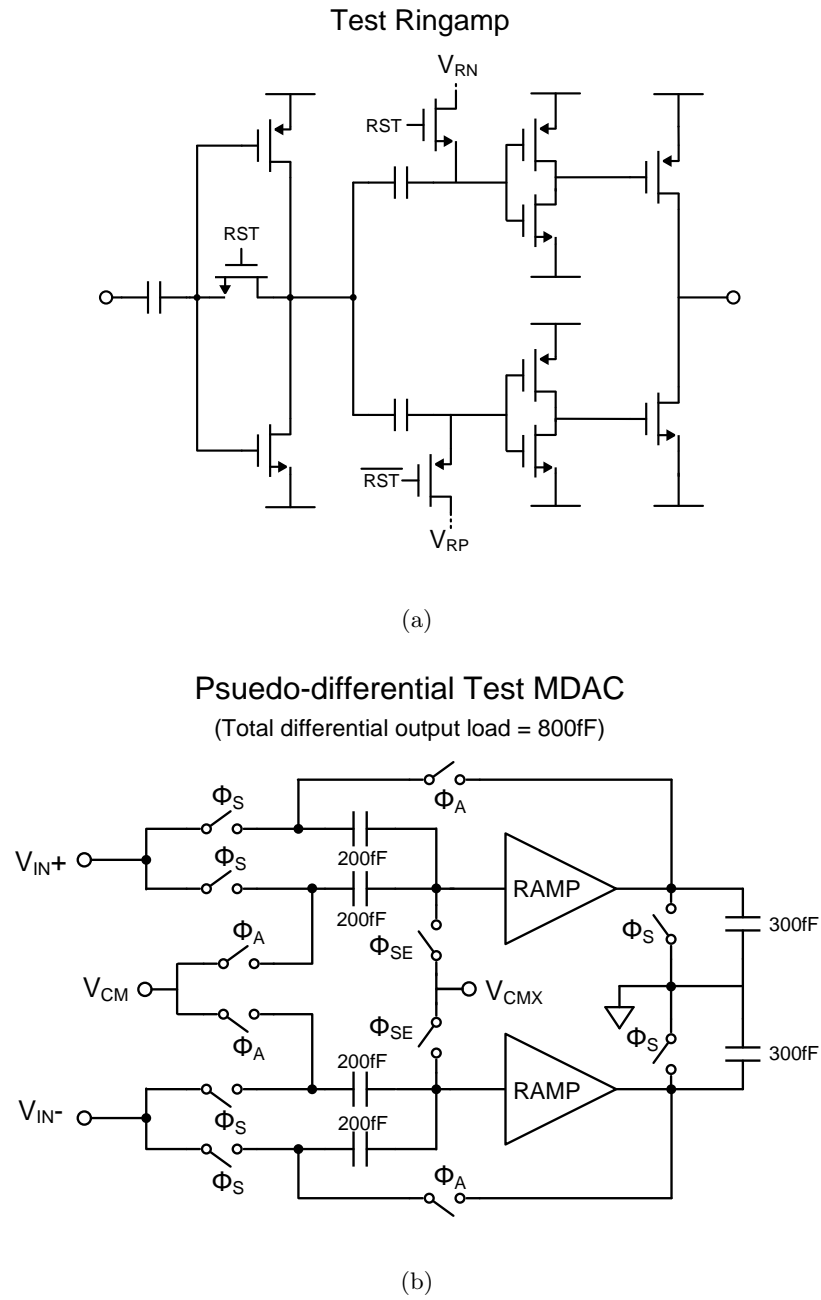 Test Ringamp
V_RN
RST
RST
RST
V_RP
(a)
Psuedo-differential Test MDAC
(Total differential output load = 800fF)
Φ_S
Φ_A
V_IN+
Φ_S
200fF
RAMP
200fF
Φ_S
300fF
Φ_A
Φ_SE
V_CM
V_CMX
Φ_A
Φ_SE
Φ_S
200fF
300fF
V_IN-
Φ_S
200fF
RAMP
Φ_S
Φ_A
(b)